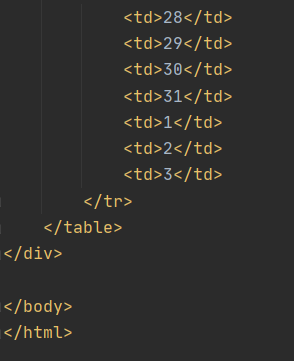 <td>28</td>
<td>29</td>
<td>30</td>
<td>31</td>
<td>1</td>
<td>2</td>
<td>3</td>
</tr>
</table>
</div>
</body>
</html>